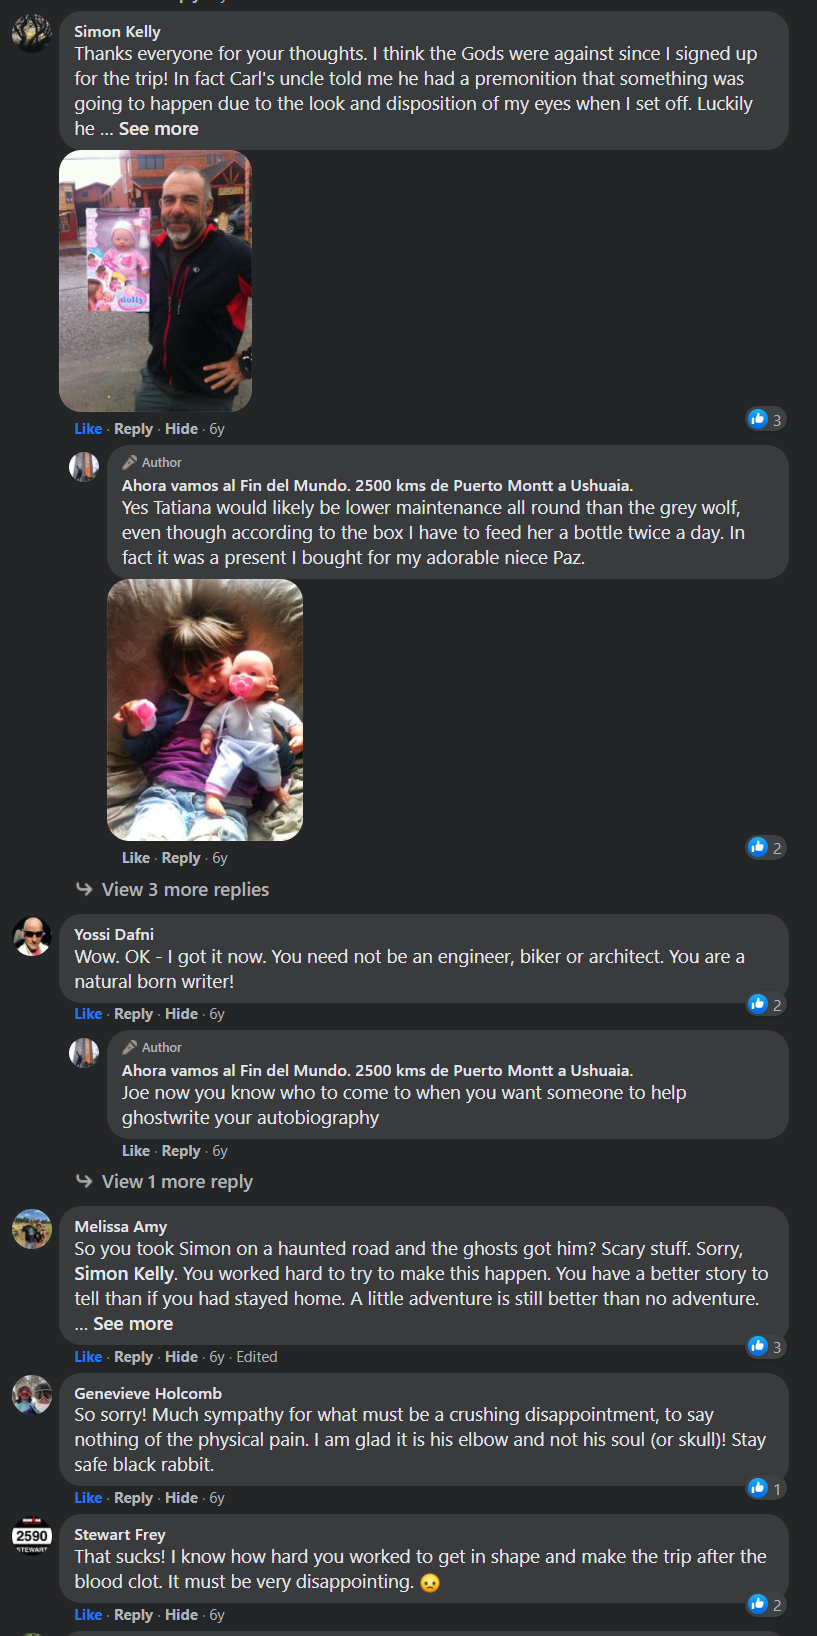 Simon Kelly
Thanks everyone for your thoughts. I think the Gods were against since I signed up
for the trip! In fact Carl's uncle told me he had a premonition that something was
going to happen due to the look and disposition of my eyes when I set off. Luckily
he ... See more
dolly
Like · Reply · Hide · 6y
3
Author
Ahora vamos al Fin del Mundo. 2500 kms de Puerto Montt a Ushuaia.
Yes Tatiana would likely be lower maintenance all round than the grey wolf,
even though according to the box I have to feed her a bottle twice a day. In
fact it was a present I bought for my adorable niece Paz.
Like · Reply · 6y
2
View 3 more replies
Yossi Dafni
Wow. OK - I got it now. You need not be an engineer, biker or architect. You are a
natural born writer!
Like · Reply · Hide · 6y
2
Author
Ahora vamos al Fin del Mundo. 2500 kms de Puerto Montt a Ushuaia.
Joe now you know who to come to when you want someone to help
ghostwrite your autobiography
Like · Reply · 6y
View 1 more reply
Melissa Amy
So you took Simon on a haunted road and the ghosts got him? Scary stuff. Sorry,
Simon Kelly. You worked hard to try to make this happen. You have a better story to
tell than if you had stayed home. A little adventure is still better than no adventure.
... See more
Like · Reply · Hide · 6y · Edited
3
Genevieve Holcomb
So sorry! Much sympathy for what must be a crushing disappointment, to say
nothing of the physical pain. I am glad it is his elbow and not his soul (or skull)! Stay
safe black rabbit.
Like · Reply · Hide · 6y
1
2590
STEWART
Stewart Frey
That sucks! I know how hard you worked to get in shape and make the trip after the
blood clot. It must be very disappointing. 😞
Like · Reply · Hide · 6y
2